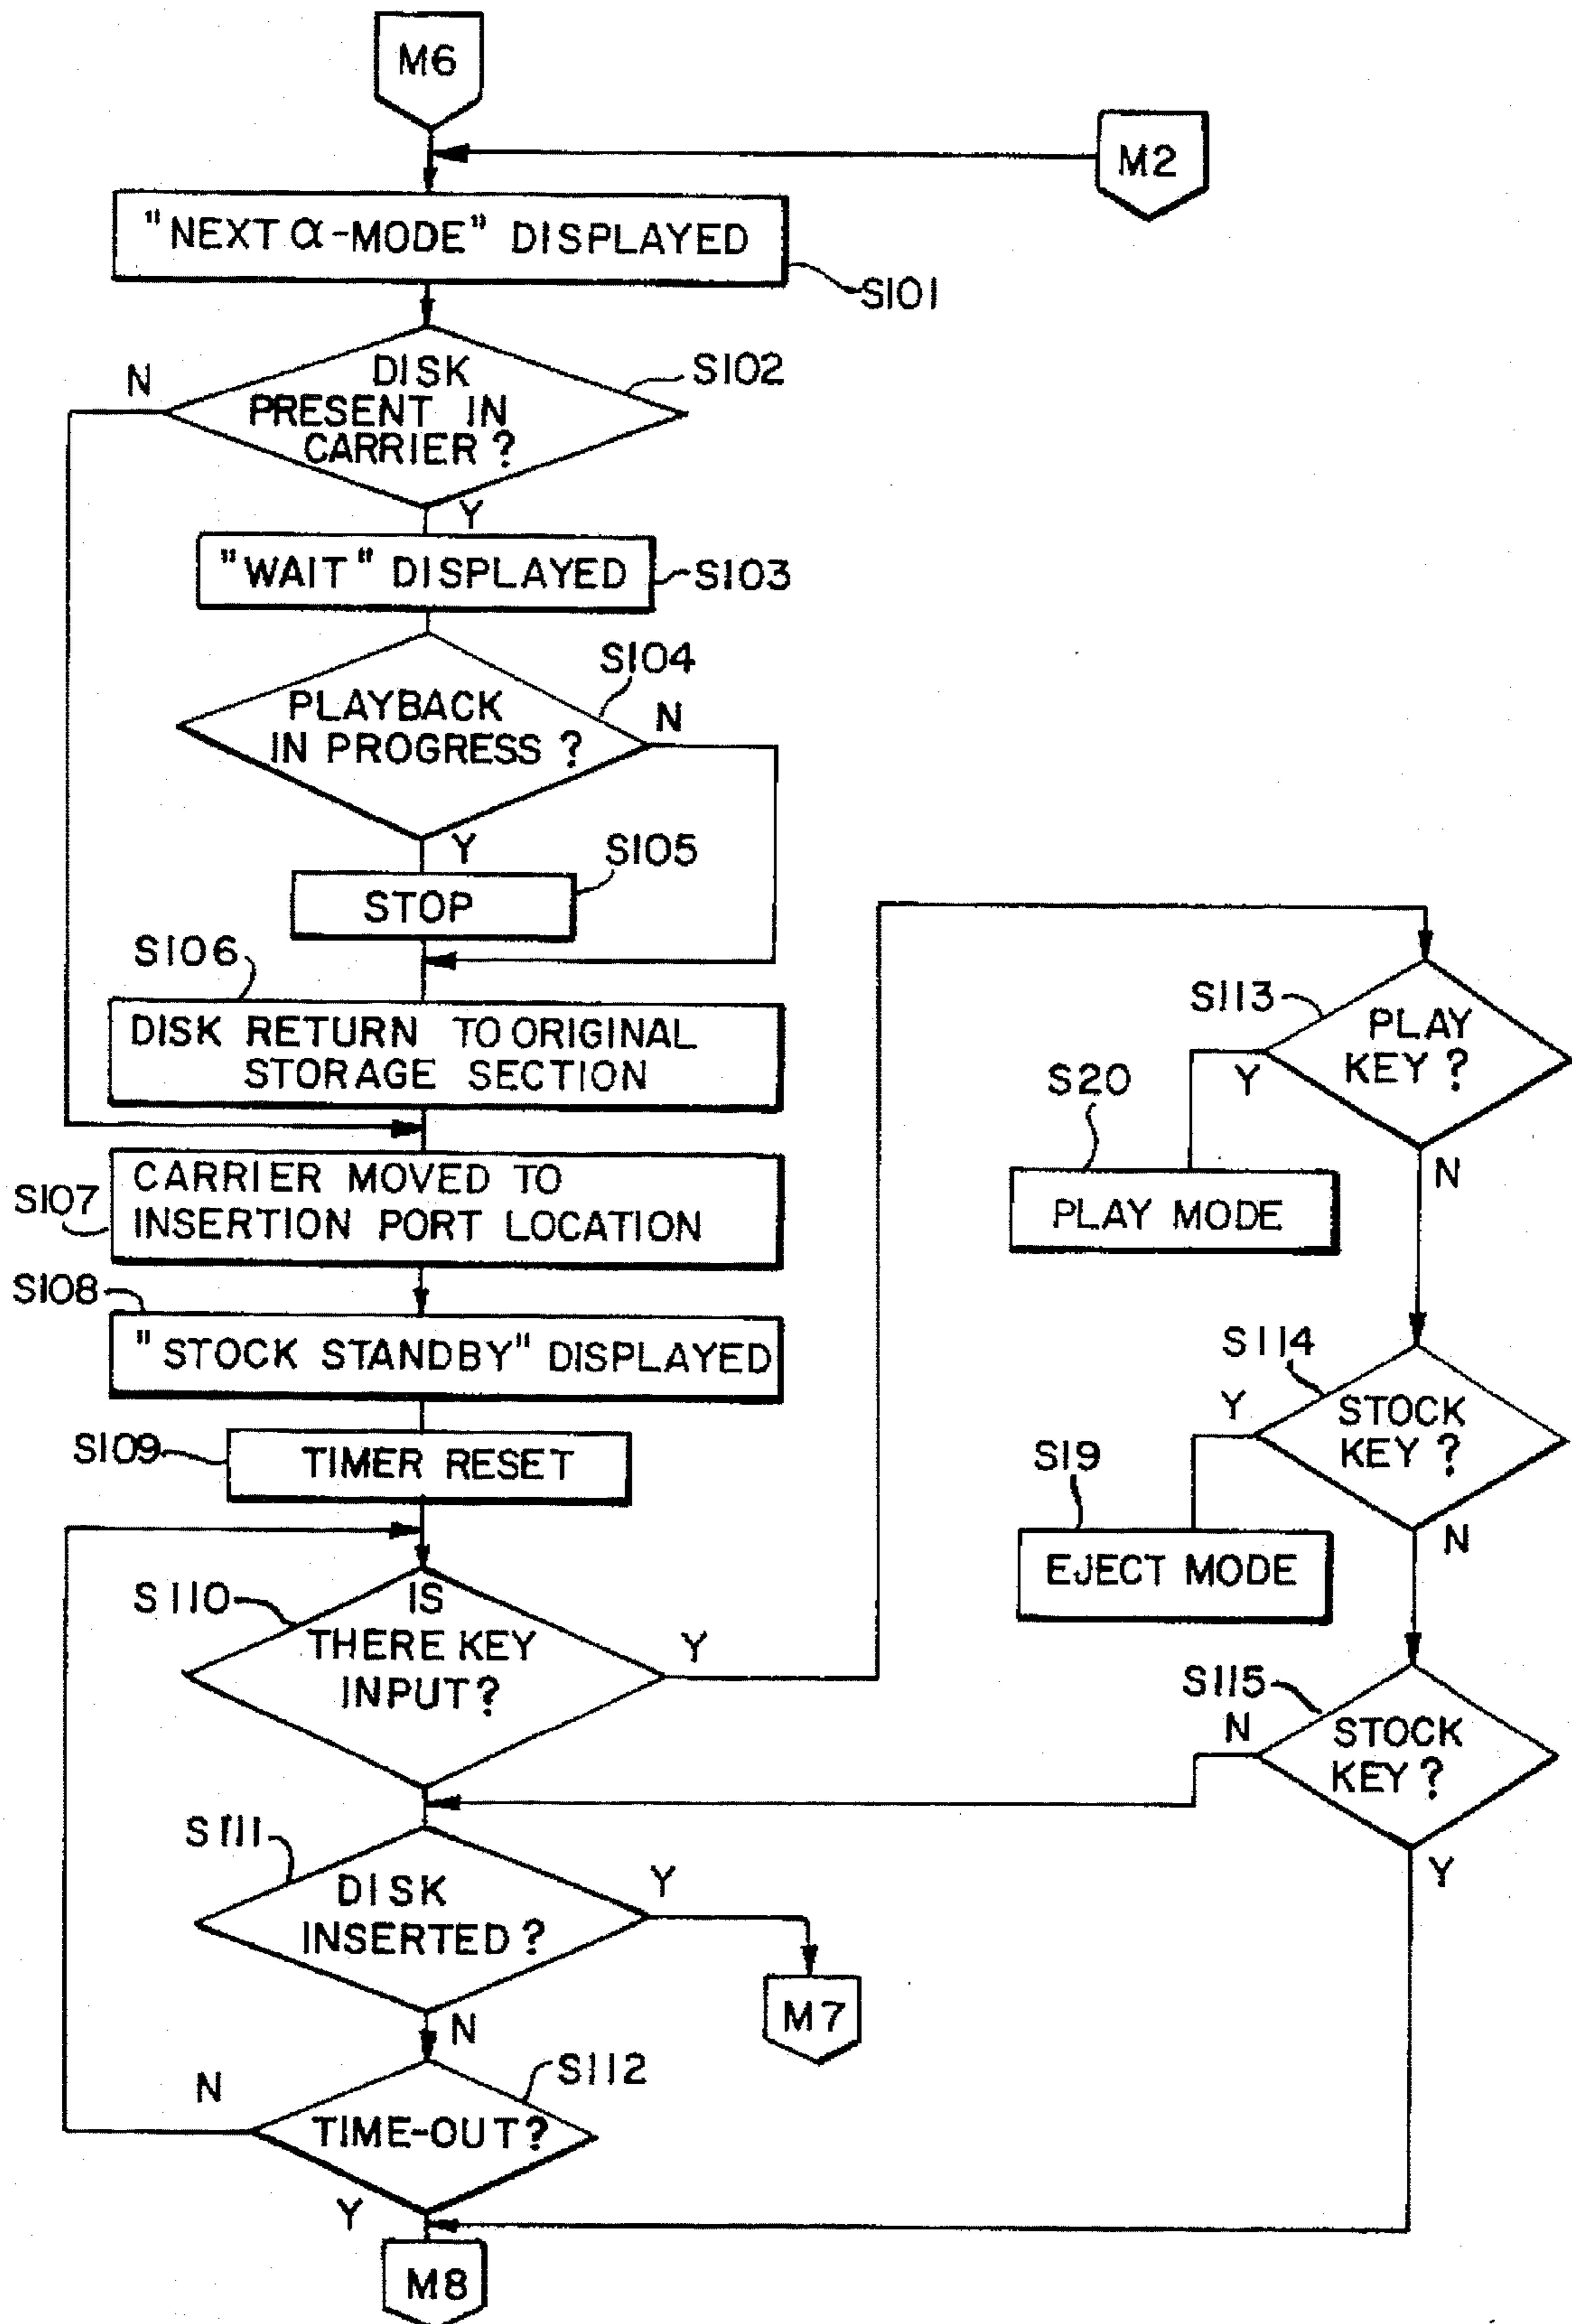 M6
M2
"NEXT α-MODE" DISPLAYED
S101
DISK
PRESENT IN
CARRIER?
S102
N
Y
"WAIT" DISPLAYED
S103
PLAYBACK
IN PROGRESS?
S104
N
Y
STOP
S105
S106
DISK RETURN TO ORIGINAL
STORAGE SECTION
S107
CARRIER MOVED TO
INSERTION PORT LOCATION
S108
"STOCK STANDBY" DISPLAYED
S109
TIMER RESET
S110
IS
THERE KEY
INPUT?
Y
S111
DISK
INSERTED?
Y
M7
N
S112
TIME-OUT?
N
Y
M8
S113
PLAY
KEY?
Y
N
S20
PLAY MODE
S114
STOCK
KEY?
Y
N
S19
EJECT MODE
S115
STOCK
KEY?
N
Y